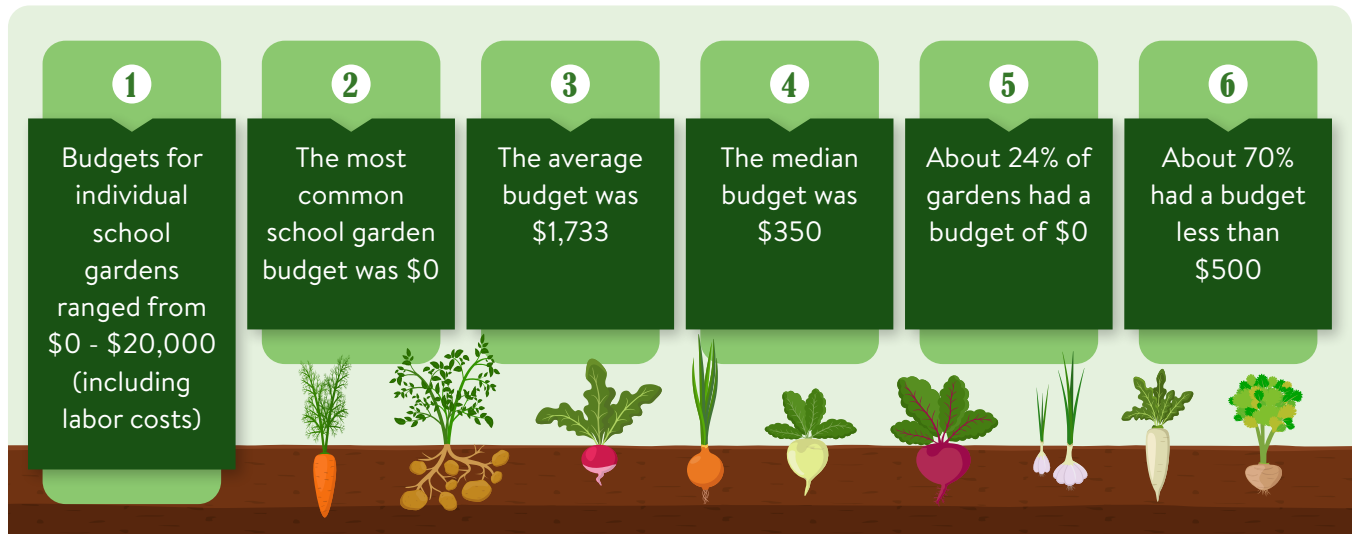 1
Budgets for
individual
school
gardens
ranged from
$0 - $20,000
(including
labor costs)
2
The most
common
school garden
budget was $0
3
The average
budget was
$1,733
4
The median
budget was
$350
5
About 24% of
gardens had a
budget of $0
6
About 70%
had a budget
less than
$500